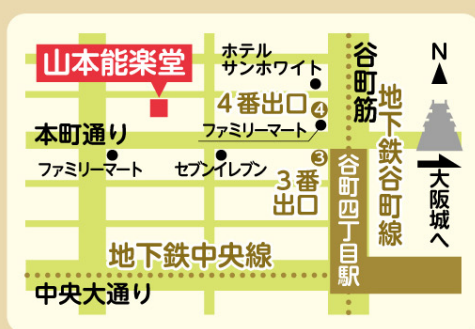 山本能楽堂
ホテル
サンホワイト
谷町筋
N
4番出口
4
ファミリーマート
地下鉄谷町線
本町通り
ファミリーマート
セブンイレブン
3
3番
出口
谷町四丁目駅
大阪城へ
地下鉄中央線
中央大通り